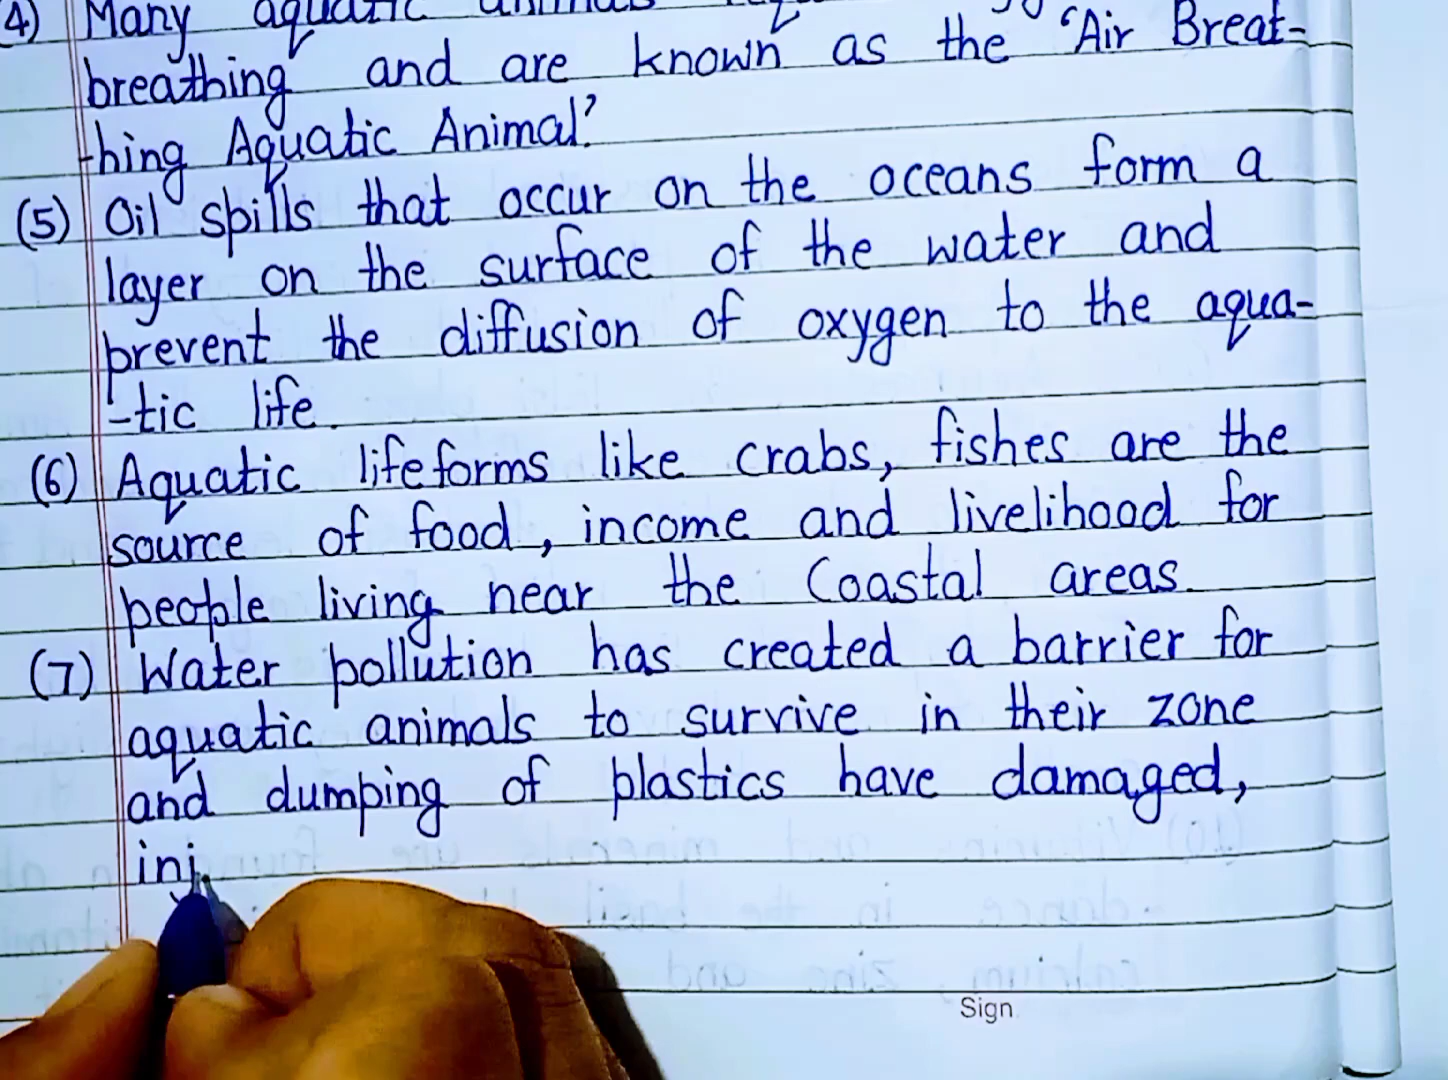 4) Many aquatic animals
breathing and are known as the 'Air Breat-
-hing Aquatic Animal'.
(5) Oil spills that occur on the oceans form a
layer on the surface of the water and
prevent the diffusion of oxygen to the aqua-
-tic life.
(6) Aquatic lifeforms like crabs, fishes are the
source of food, income and livelihood for
people living near the Coastal areas.
(7) Water pollution has created a barrier for
aquatic animals to survive in their zone
and dumping of plastics have damaged,
inj
Sign